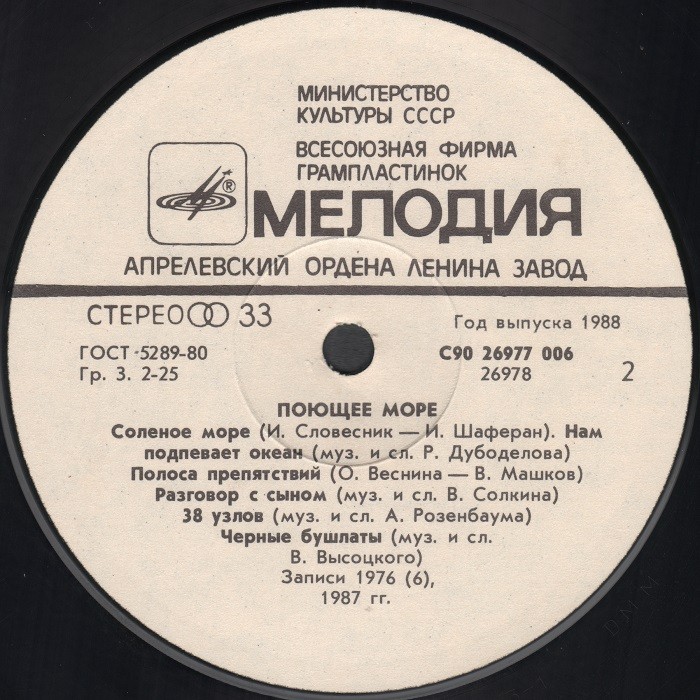 МИНИСТЕРСТВО
КУЛЬТУРЫ СССР
ВСЕСОЮЗНАЯ ФИРМА
ГРАМПЛАСТИНОК
®
МЕЛОДИЯ
АПРЕЛЕВСКИЙ ОРДЕНА ЛЕНИНА ЗАВОД
СТЕРЕО 33
Год выпуска 1988
ГОСТ 5289-80
С90 26977 006
Гр. 3. 2-25
26978
2
ПОЮЩЕЕ МОРЕ
Соленое море (И. Словесник — И. Шаферан). Нам
подпевает океан (муз. и сл. Р. Дубоделова)
Полоса препятствий (О. Веснина — В. Машков)
Разговор с сыном (муз. и сл. В. Солкина)
38 узлов (муз. и сл. А. Розенбаума)
Черные бушлаты (муз. и сл.
В. Высоцкого)
Записи 1976 (6),
1987 гг.